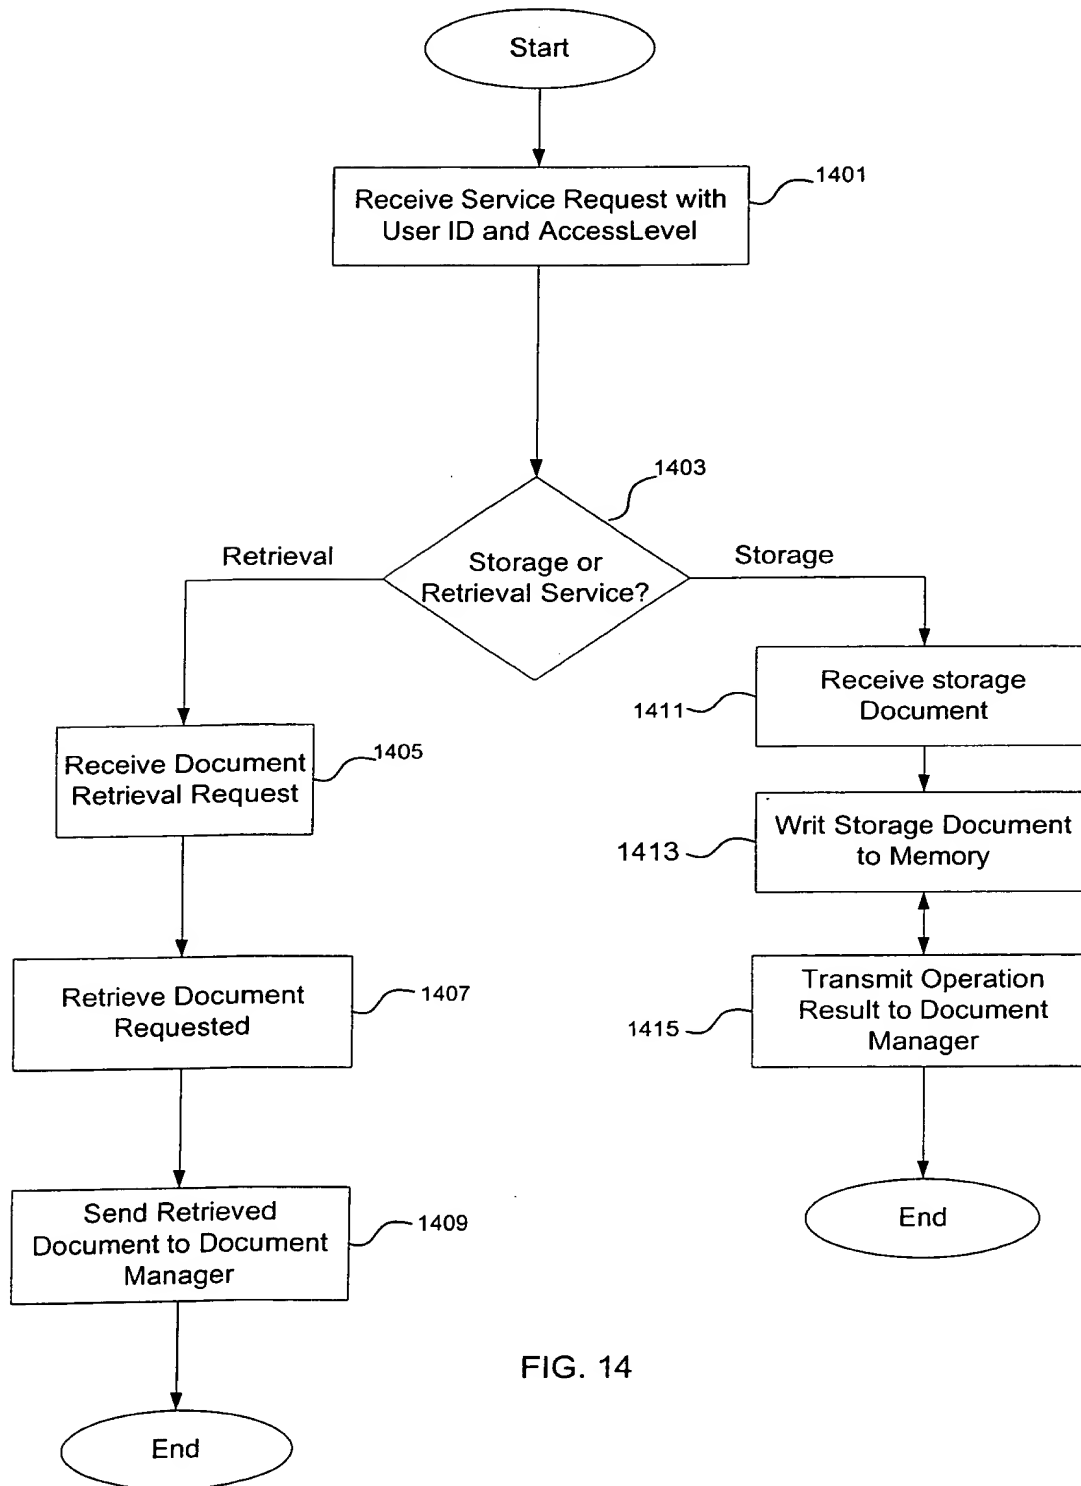 Start
Receive Service Request with
User ID and AccessLevel
1401
1403
Storage or
Retrieval Service?
Retrieval
Storage
Receive Document
Retrieval Request
1405
Retrieve Document
Requested
1407
Send Retrieved
Document to Document
Manager
1409
End
Receive storage
Document
1411
Writ Storage Document
to Memory
1413
Transmit Operation
Result to Document
Manager
1415
End
FIG. 14